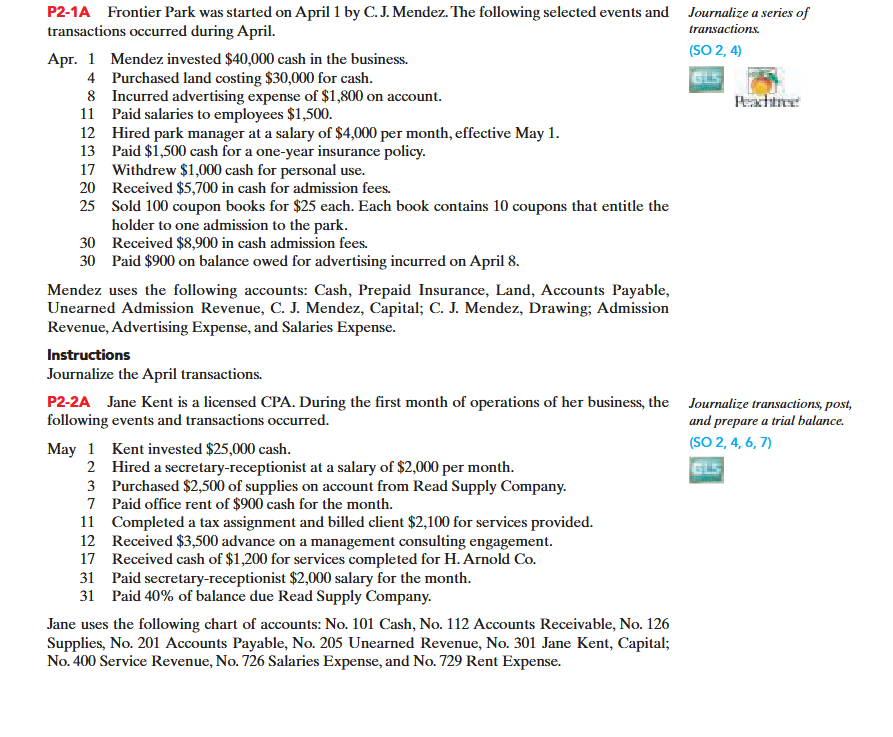 P2-1A Frontier Park was started on April 1 by C. J. Mendez. The following selected events and
transactions occurred during April.
Apr. 1 Mendez invested $40,000 cash in the business.
4 Purchased land costing $30,000 for cash.
8 Incurred advertising expense of $1,800 on account.
11 Paid salaries to employees $1,500.
12 Hired park manager at a salary of $4,000 per month, effective May 1.
13 Paid $1,500 cash for a one-year insurance policy.
17 Withdrew $1,000 cash for personal use.
20 Received $5,700 in cash for admission fees.
25 Sold 100 coupon books for $25 each. Each book contains 10 coupons that entitle the
holder to one admission to the park.
30 Received $8,900 in cash admission fees.
30 Paid $900 on balance owed for advertising incurred on April 8.
Mendez uses the following accounts: Cash, Prepaid Insurance, Land, Accounts Payable,
Unearned Admission Revenue, C. J. Mendez, Capital; C. J. Mendez, Drawing; Admission
Revenue, Advertising Expense, and Salaries Expense.
Instructions
Journalize the April transactions.
Journalize a series of
transactions.
(SO 2, 4)
GLS
Peachtree
P2-2A Jane Kent is a licensed CPA. During the first month of operations of her business, the
following events and transactions occurred.
May 1 Kent invested $25,000 cash.
2 Hired a secretary-receptionist at a salary of $2,000 per month.
3 Purchased $2,500 of supplies on account from Read Supply Company.
7 Paid office rent of $900 cash for the month.
11 Completed a tax assignment and billed client $2,100 for services provided.
12 Received $3,500 advance on a management consulting engagement.
17 Received cash of $1,200 for services completed for H. Arnold Co.
31 Paid secretary-receptionist $2,000 salary for the month.
31 Paid 40% of balance due Read Supply Company.
Jane uses the following chart of accounts: No. 101 Cash, No. 112 Accounts Receivable, No. 126
Supplies, No. 201 Accounts Payable, No. 205 Unearned Revenue, No. 301 Jane Kent, Capital;
No. 400 Service Revenue, No. 726 Salaries Expense, and No. 729 Rent Expense.
Journalize transactions, post,
and prepare a trial balance.
(SO 2, 4, 6, 7)
GLS